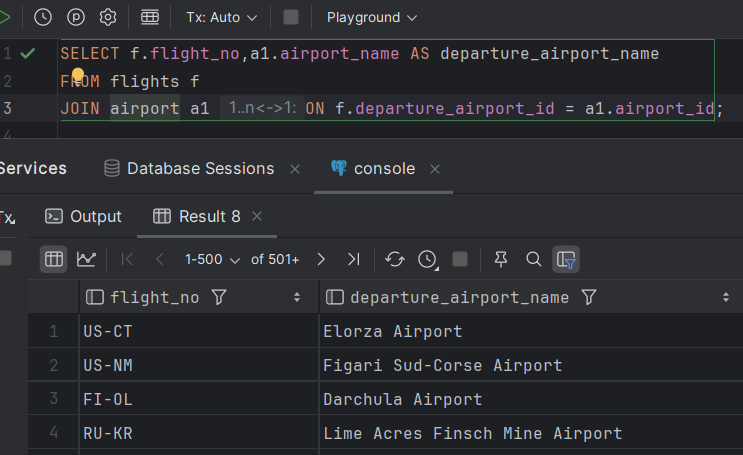 Tx: Auto
Playground
1 SELECT f.flight_no,a1.airport_name AS departure_airport_name
2 FROM flights f
3 JOIN airport a1 1..n<->1: ON f.departure_airport_id = a1.airport_id;
4
Services
Database Sessions
console
Tx
Output
Result 8
1-500
of 501+
flight_no
departure_airport_name
1 US-CT Elorza Airport
2 US-NM Figari Sud-Corse Airport
3 FI-OL Darchula Airport
4 RU-KR Lime Acres Finsch Mine Airport